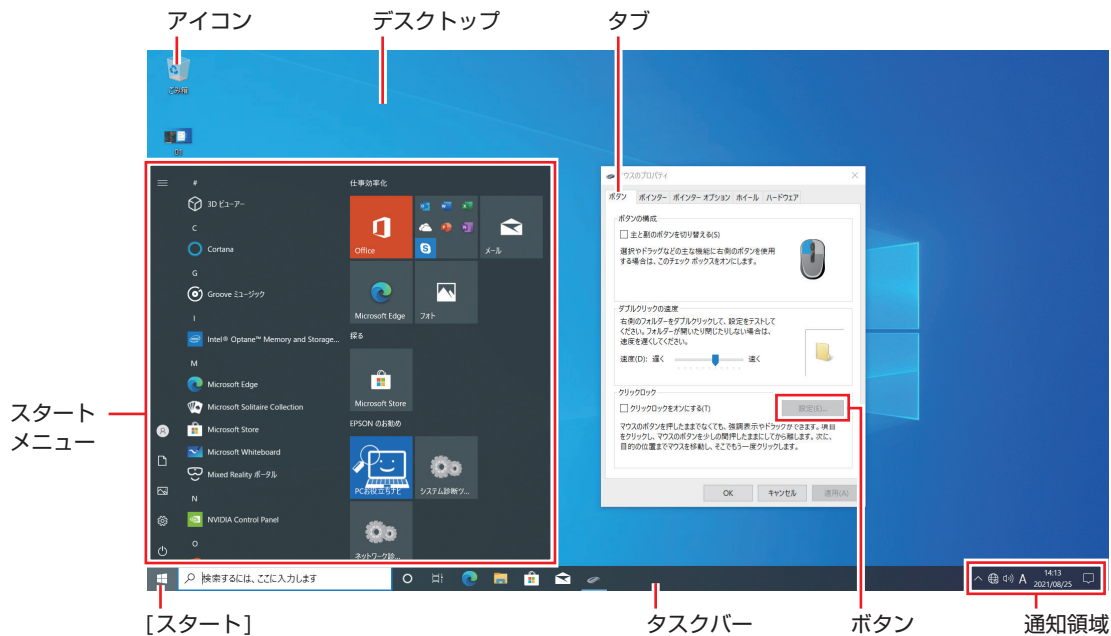 アイコン
デスクトップ
タブ
ごみ箱
01
#
3D ビューアー
C
Cortana
G
Groove ミュージック
I
Intel® Optane™ Memory and Storage...
M
Microsoft Edge
Microsoft Solitaire Collection
Microsoft Store
Microsoft Whiteboard
Mixed Reality ポータル
N
NVIDIA Control Panel
O
仕事効率化
Office
メール
Microsoft Edge
フォト
探る
Microsoft Store
EPSON のお勧め
PCお役立ちナビ
システム診断ツ...
ネットワーク診...
マウスのプロパティ
ボタン
ポインター
ポインター オプション
ホイール
ハードウェア
ボタンの構成
主と副のボタンを切り替える(S)
選択やドラッグなどの主な機能に右側のボタンを使用
する場合は、このチェック ボックスをオンにします。
ダブルクリックの速度
右側のフォルダーをダブルクリックして、設定をテストして
ください。フォルダーが開いたり閉じたりしない場合は、
速度を遅くしてください。
速度(D): 遅く 速く
クリックロック
クリックロックをオンにする(T)
設定(E)...
マウスのボタンを押したままでなくても、強調表示やドラッグができます。項目
をクリックし、マウスのボタンを少しの間押したままにしてから離します。次に、
目的の位置までマウスを移動し、そこでもう一度クリックします。
OK
キャンセル
適用(A)
スタート
メニュー
検索するには、ここに入力します
A
14:13
2021/08/25
[スタート]
タスクバー
ボタン
通知領域